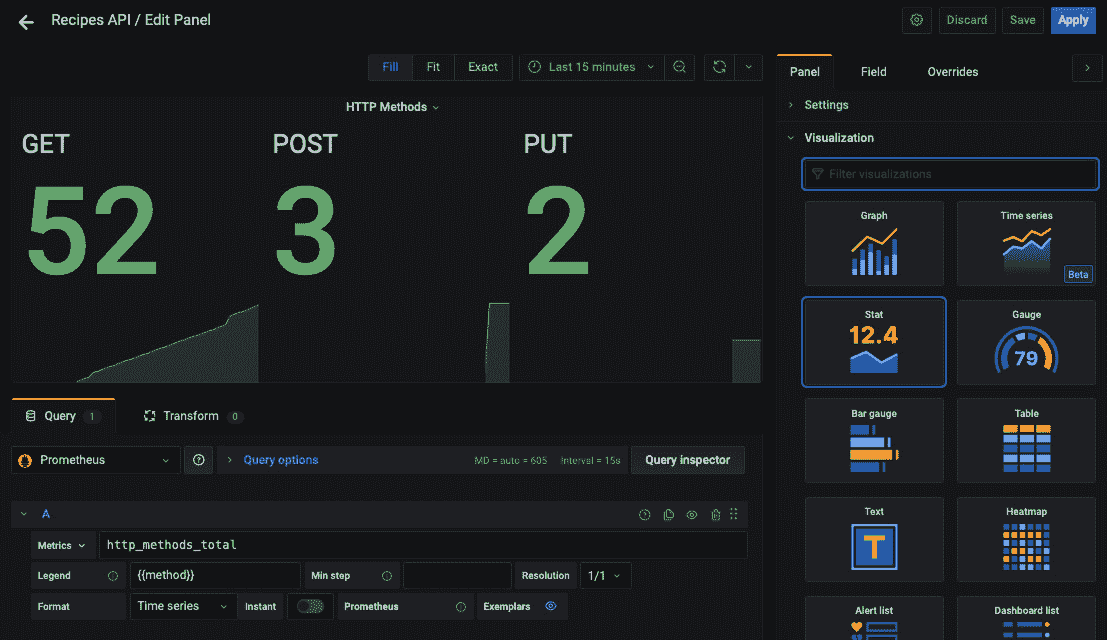 Recipes API / Edit Panel
Discard Save Apply
Fill Fit Exact Last 15 minutes
HTTP Methods
GET POST PUT
52 3 2
Query 1 Transform 0
Prometheus Query options MD = auto = 605 Interval = 15s Query inspector
A
Metrics http_methods_total
Legend {{method}} Min step Resolution 1/1
Format Time series Instant Prometheus Exemplars
Panel Field Overrides
Settings
Visualization
Filter visualizations
Graph Time series
Beta
Stat Gauge
12.4 79
Bar gauge Table
Text Heatmap
T
Alert list Dashboard list